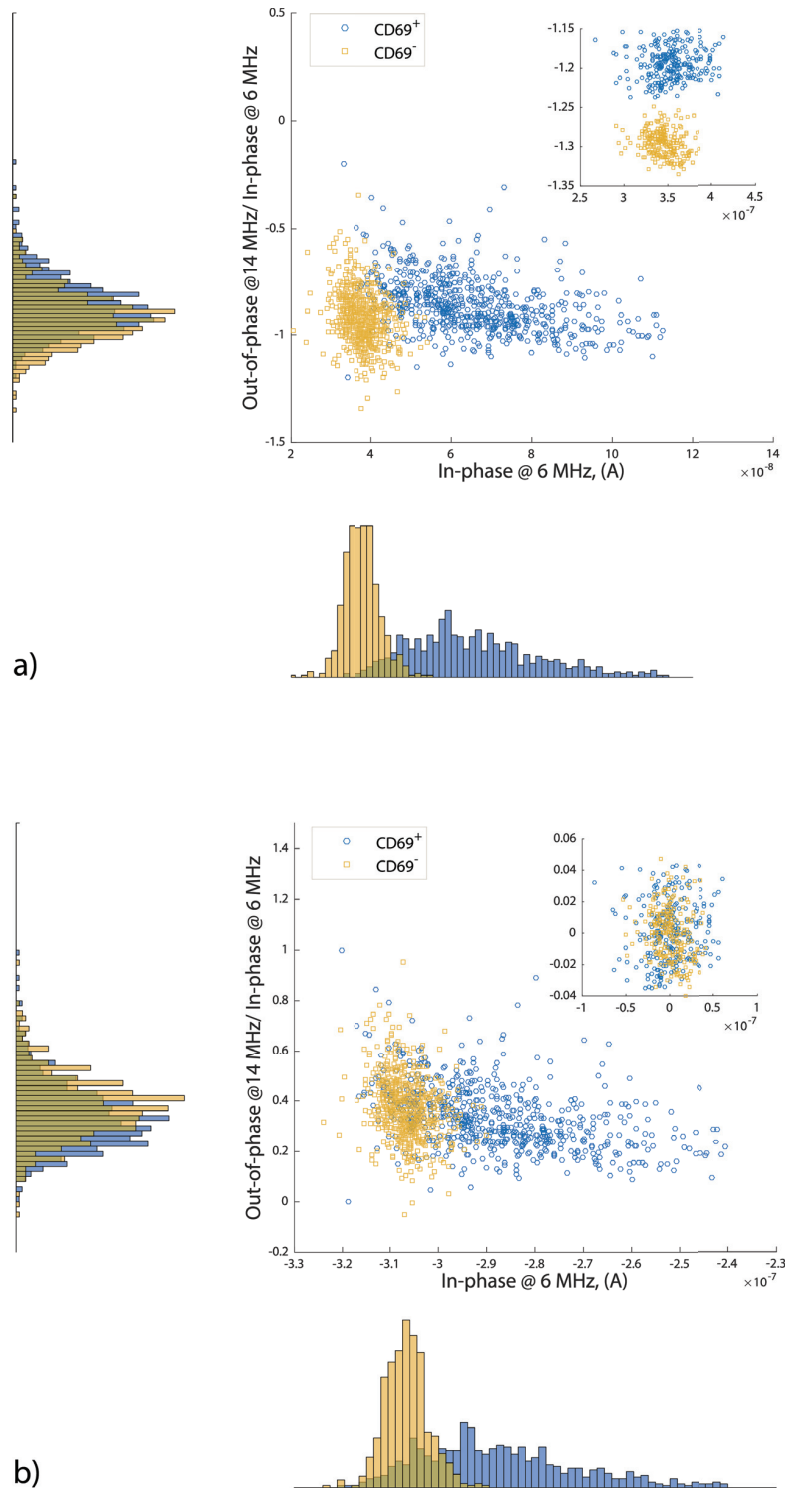 0.5
0
-0.5
-1
-1.5
Out-of-phase @14 MHz/ In-phase @ 6 MHz
CD69+
CD69-
-1.15
-1.2
-1.25
-1.3
-1.35
2.5 3 3.5 4 4.5
×10-7
2 4 6 8 10 12 14
In-phase @ 6 MHz, (A)
×10-8
a)
1.4
1.2
1
0.8
0.6
0.4
0.2
0
-0.2
Out-of-phase @14 MHz/ In-phase @ 6 MHz
CD69+
CD69-
0.06
0.04
0.02
0
-0.02
-0.04
-1 -0.5 0 0.5 1
×10-7
-3.3 -3.2 -3.1 -3 -2.9 -2.8 -2.7 -2.6 -2.5 -2.4 -2.3
In-phase @ 6 MHz, (A)
×10-7
b)